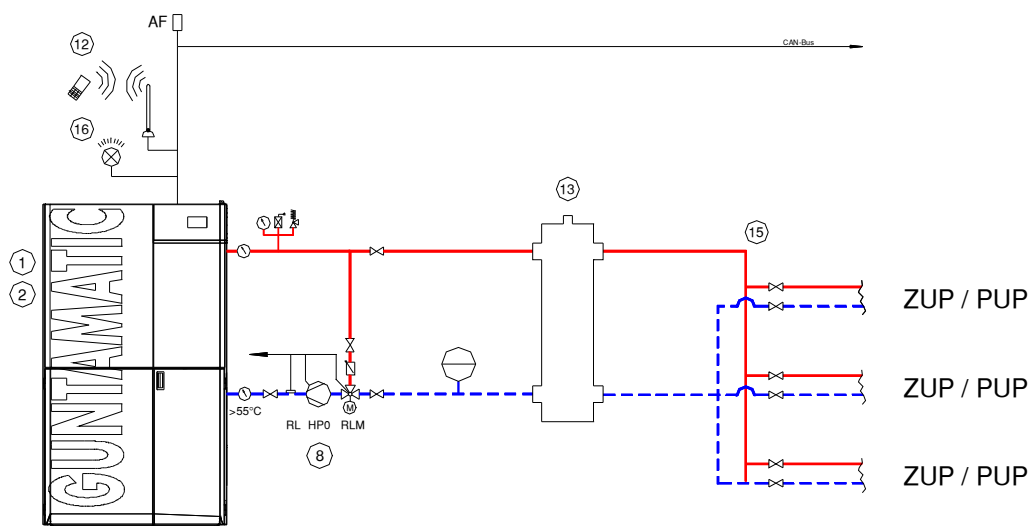 AF
12
CAN-Bus
16
13
GUNTAMATIC
1
2
15
ZUP / PUP
ZUP / PUP
>55°C
RL HP0 RLM
M
8
ZUP / PUP